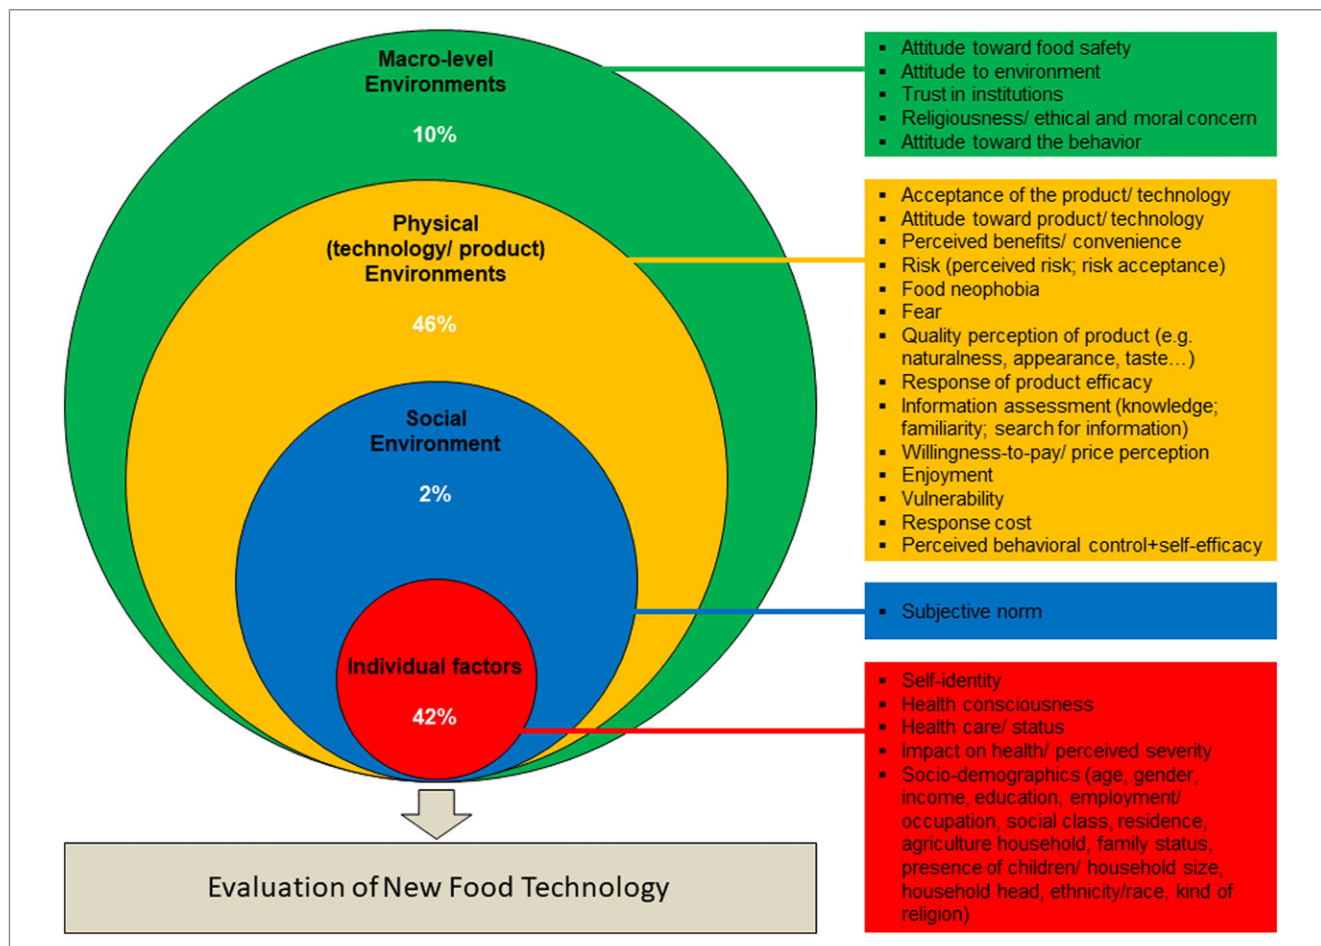 Macro-level
Environments
10%
Physical
(technology/ product)
Environments
46%
Social
Environment
2%
Individual factors
42%
Evaluation of New Food Technology
▪ Attitude toward food safety
▪ Attitude to environment
▪ Trust in institutions
▪ Religiousness/ ethical and moral concern
▪ Attitude toward the behavior
▪ Acceptance of the product/ technology
▪ Attitude toward product/ technology
▪ Perceived benefits/ convenience
▪ Risk (perceived risk; risk acceptance)
▪ Food neophobia
▪ Fear
▪ Quality perception of product (e.g.
naturalness, appearance, taste…)
▪ Response of product efficacy
▪ Information assessment (knowledge;
familiarity; search for information)
▪ Willingness-to-pay/ price perception
▪ Enjoyment
▪ Vulnerability
▪ Response cost
▪ Perceived behavioral control+self-efficacy
▪ Subjective norm
▪ Self-identity
▪ Health consciousness
▪ Health care/ status
▪ Impact on health/ perceived severity
▪ Socio-demographics (age, gender,
income, education, employment/
occupation, social class, residence,
agriculture household, family status,
presence of children/ household size,
household head, ethnicity/race, kind of
religion)